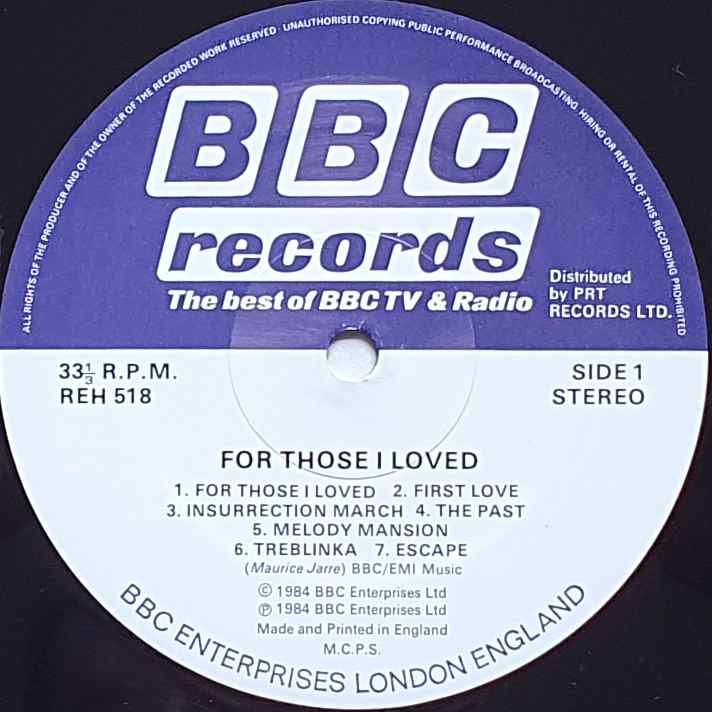 ALL RIGHTS OF THE PRODUCER AND OF THE OWNER OF THE RECORDED WORK RESERVED UNAUTHORISED COPYING PUBLIC PERFORMANCE BROADCASTING HIRING OR RENTAL OF THIS RECORDING PROHIBITED
BBC
records
The best of BBC TV & Radio
Distributed
by PRT
RECORDS LTD.
33⅓ R.P.M.
REH 518
SIDE 1
STEREO
FOR THOSE I LOVED
1. FOR THOSE I LOVED 2. FIRST LOVE
3. INSURRECTION MARCH 4. THE PAST
5. MELODY MANSION
6. TREBLINKA 7. ESCAPE
(Maurice Jarre) BBC/EMI Music
© 1984 BBC Enterprises Ltd
℗ 1984 BBC Enterprises Ltd
Made and Printed in England
M.C.P.S.
BBC ENTERPRISES LONDON ENGLAND